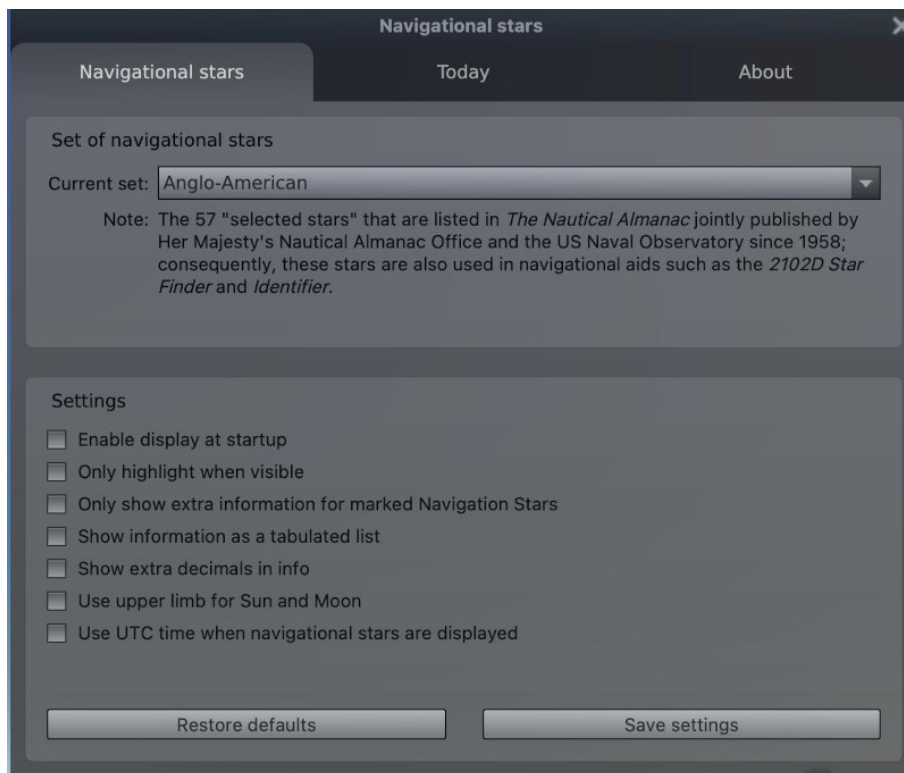 Navigational stars
Navigational stars Today About
Set of navigational stars
Current set: Anglo-American
Note: The 57 "selected stars" that are listed in The Nautical Almanac jointly published by
Her Majesty's Nautical Almanac Office and the US Naval Observatory since 1958;
consequently, these stars are also used in navigational aids such as the 2102D Star
Finder and Identifier.
Settings
Enable display at startup
Only highlight when visible
Only show extra information for marked Navigation Stars
Show information as a tabulated list
Show extra decimals in info
Use upper limb for Sun and Moon
Use UTC time when navigational stars are displayed
Restore defaults Save settings